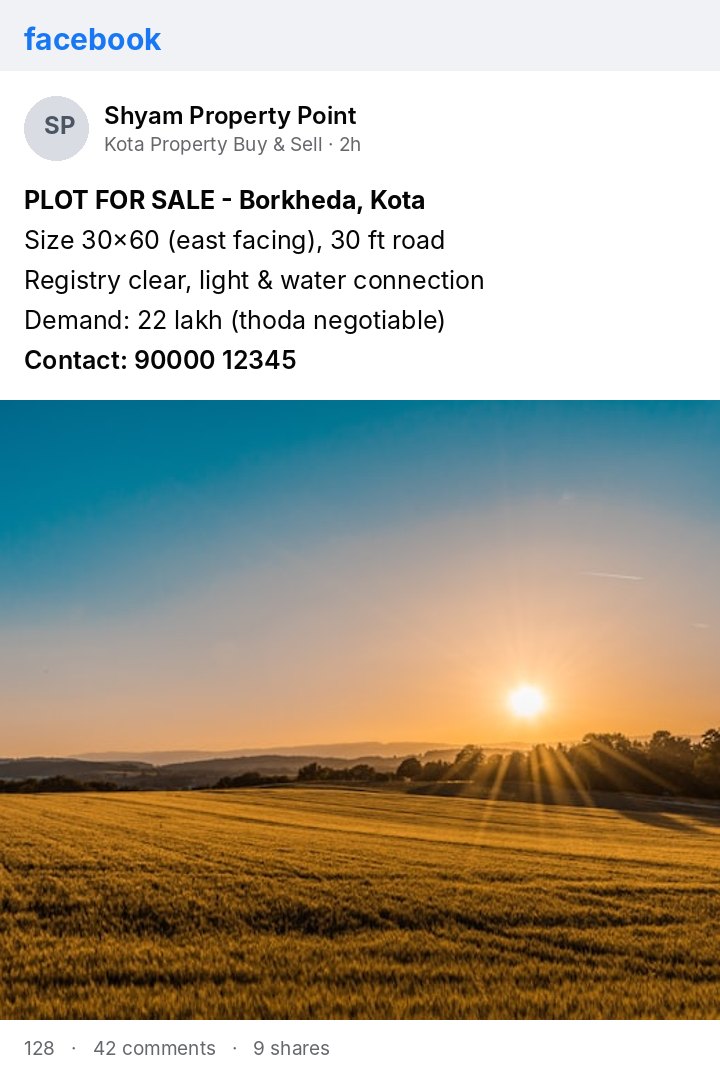 facebook
SP
Shyam Property Point
Kota Property Buy & Sell · 2h
PLOT FOR SALE - Borkheda, Kota
Size 30×60 (east facing), 30 ft road
Registry clear, light & water connection
Demand: 22 lakh (thoda negotiable)
Contact: 90000 12345
128 · 42 comments · 9 shares